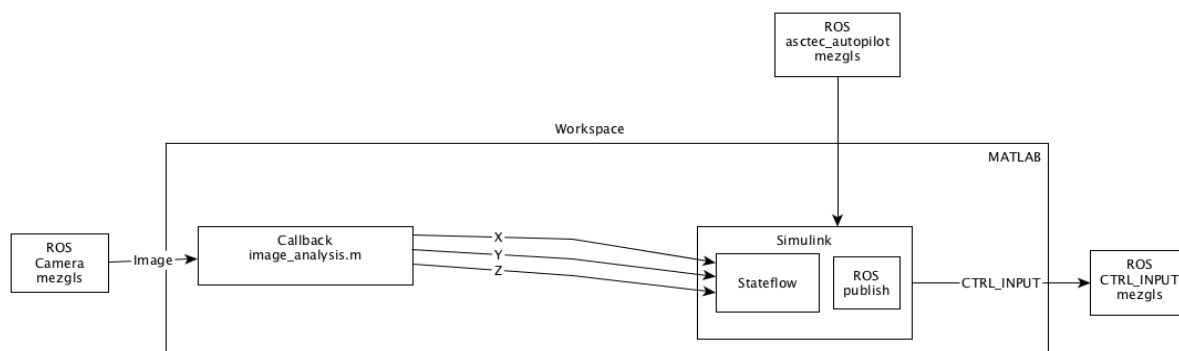 ROS
asctec_autopilot
mezgls
Workspace
MATLAB
ROS
Camera
mezgls
Image
Callback
image_analysis.m
X
Y
Z
Simulink
Stateflow
ROS
publish
CTRL_INPUT
ROS
CTRL_INPUT
mezgls